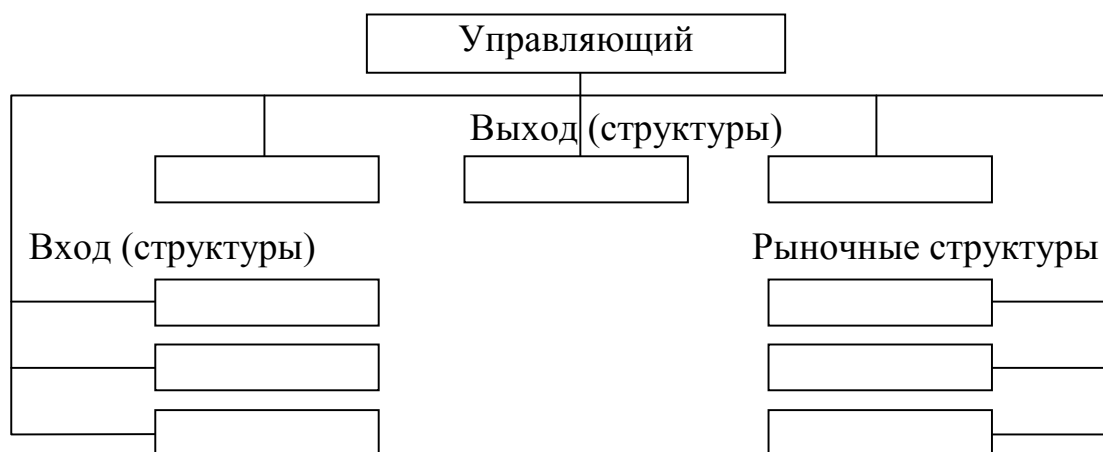 Управляющий
Выход (структуры)
Вход (структуры)
Рыночные структуры